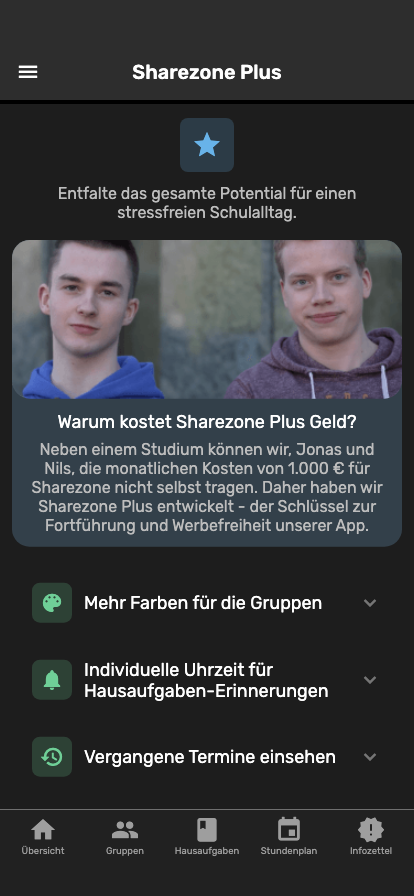 Sharezone Plus
Entfalte das gesamte Potential für einen
stressfreien Schulalltag.
Warum kostet Sharezone Plus Geld?
Neben einem Studium können wir, Jonas und
Nils, die monatlichen Kosten von 1.000 € für
Sharezone nicht selbst tragen. Daher haben wir
Sharezone Plus entwickelt - der Schlüssel zur
Fortführung und Werbefreiheit unserer App.
Mehr Farben für die Gruppen
Individuelle Uhrzeit für
Hausaufgaben-Erinnerungen
Vergangene Termine einsehen
Übersicht
Gruppen
Hausaufgaben
Stundenplan
Infozettel